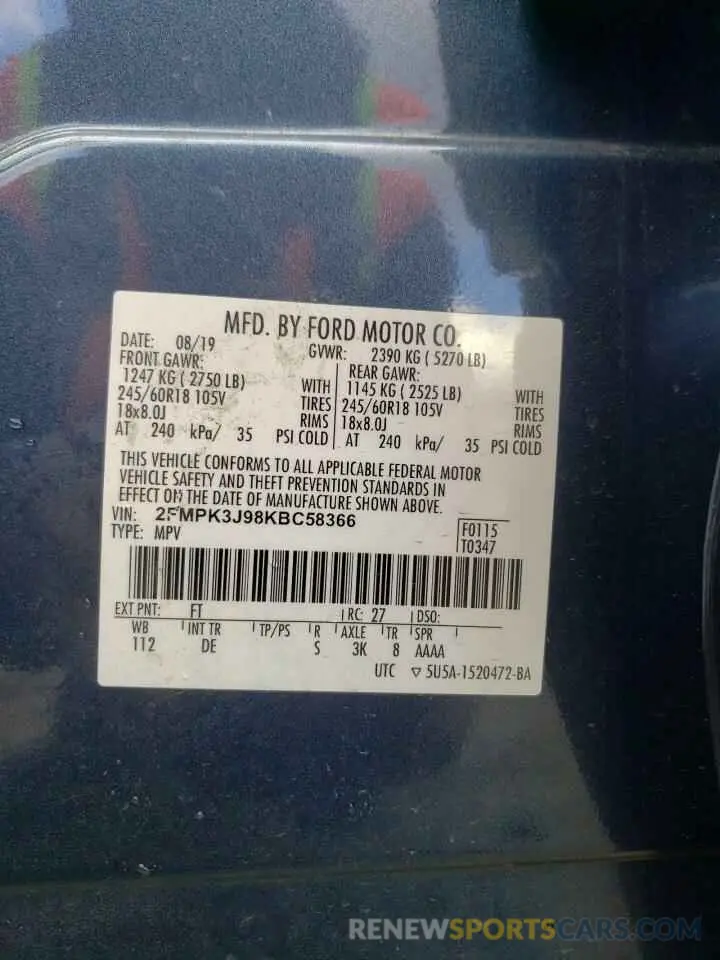 MFD. BY FORD MOTOR CO.
DATE: 08/19 GVWR: 2390 KG ( 5270 LB)
FRONT GAWR: REAR GAWR:
1247 KG ( 2750 LB) WITH 1145 KG ( 2525 LB) WITH
245/60R18 105V TIRES 245/60R18 105V TIRES
18x8.0J RIMS 18x8.0J RIMS
AT 240 kPa/ 35 PSI COLD AT 240 kPa/ 35 PSI COLD
THIS VEHICLE CONFORMS TO ALL APPLICABLE FEDERAL MOTOR
VEHICLE SAFETY AND THEFT PREVENTION STANDARDS IN
EFFECT ON THE DATE OF MANUFACTURE SHOWN ABOVE.
VIN: 2FMPK3J98KBC58366
TYPE: MPV
F0115
T0347
EXT PNT: FT RC: 27 DSO:
WB INT TR TP/PS R AXLE TR SPR
112 DE S 3K 8 AAAA
UTC ▽ 5U5A-1520472-BA
RENEWSPORTSCARS.COM